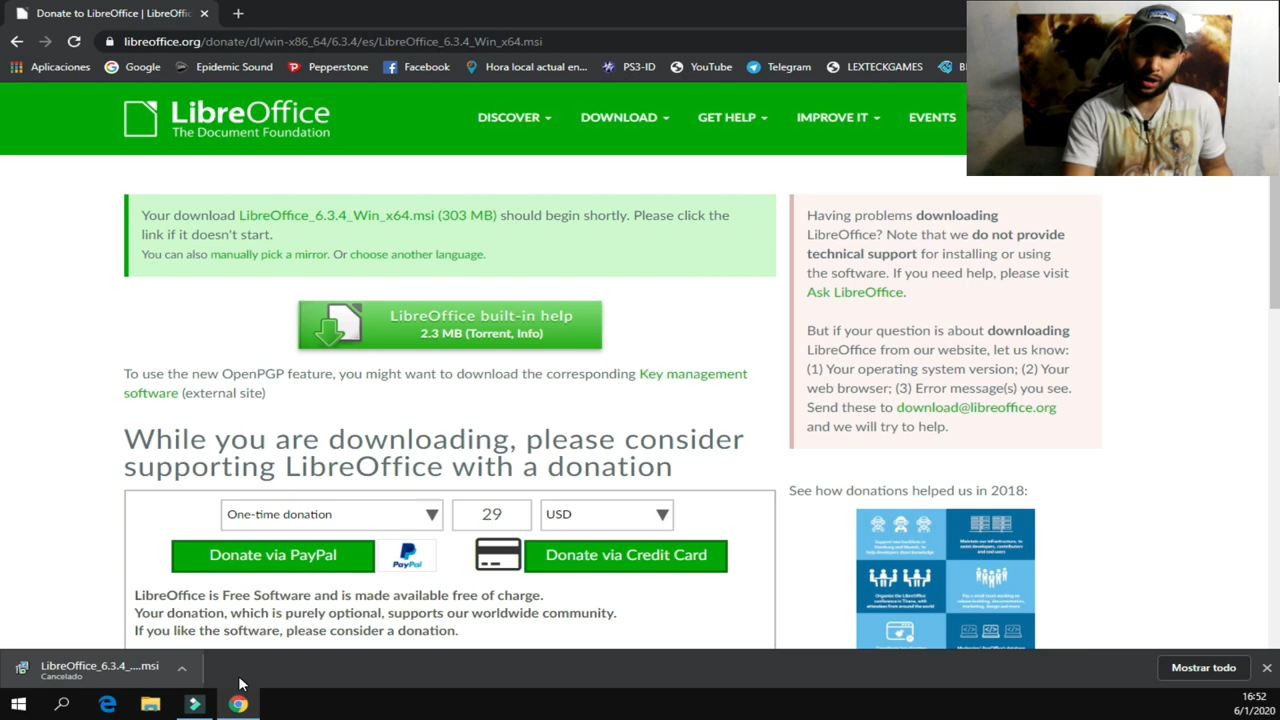 Donate to LibreOffice | LibreOffic
libreoffice.org/donate/dl/win-x86_64/6.3.4/es/LibreOffice_6.3.4_Win_x64.msi
Aplicaciones Google Epidemic Sound Pepperstone Facebook Hora local actual en... PS3-ID YouTube Telegram LEXTECKGAMES
LibreOffice
The Document Foundation
DISCOVER DOWNLOAD GET HELP IMPROVE IT EVENTS
Your download LibreOffice_6.3.4_Win_x64.msi (303 MB) should begin shortly. Please click the
link if it doesn't start.
You can also manually pick a mirror. Or choose another language.
LibreOffice built-in help
2.3 MB (Torrent, Info)
To use the new OpenPGP feature, you might want to download the corresponding Key management
software (external site)
While you are downloading, please consider
supporting LibreOffice with a donation
One-time donation 29 USD
Donate via PayPal PayPal Donate via Credit Card
LibreOffice is Free Software and is made available free of charge.
Your donation, which is purely optional, supports our worldwide community.
If you like the software, please consider a donation.
Having problems downloading
LibreOffice? Note that we do not provide
technical support for installing or using
the software. If you need help, please visit
Ask LibreOffice.
But if your question is about downloading
LibreOffice from our website, let us know:
(1) Your operating system version; (2) Your
web browser; (3) Error message(s) you see.
Send these to download@libreoffice.org
and we will try to help.
See how donations helped us in 2018:
LibreOffice_6.3.4_....msi
Cancelado
Mostrar todo
16:52
6/1/2020